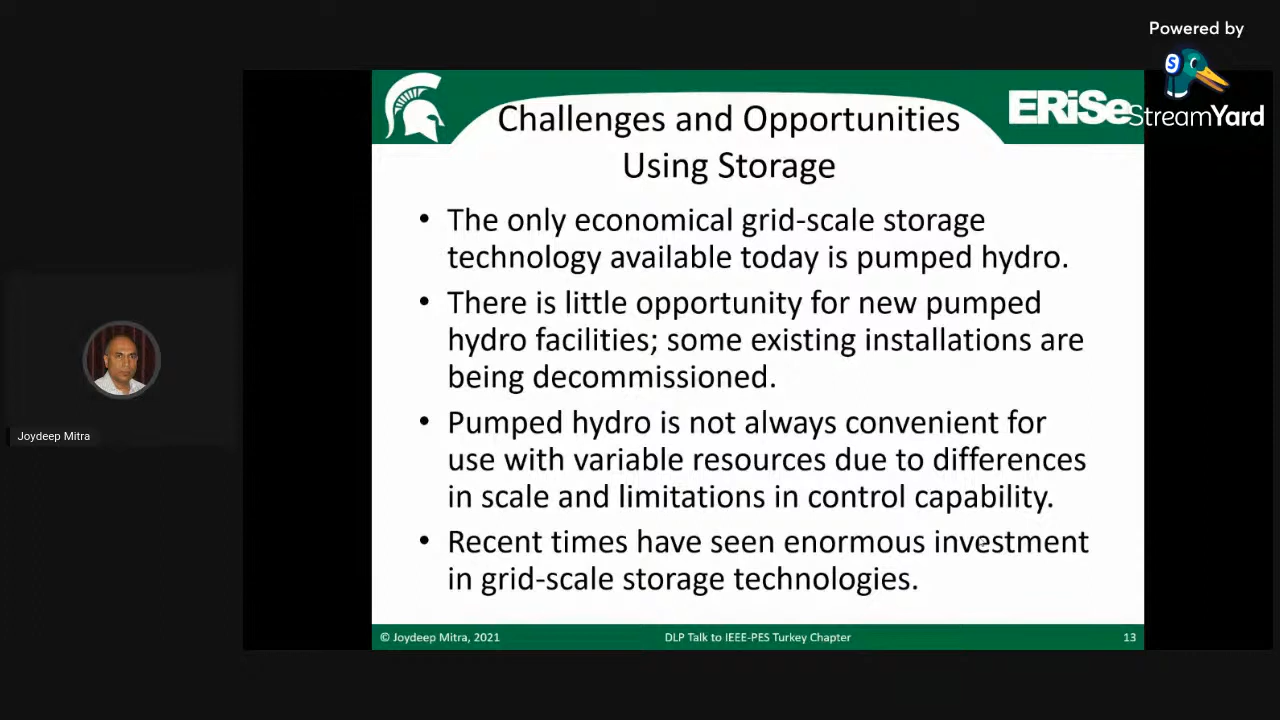 Powered by
S
StreamYard
ERiSe
Challenges and Opportunities
Using Storage
• The only economical grid-scale storage
technology available today is pumped hydro.
• There is little opportunity for new pumped
hydro facilities; some existing installations are
being decommissioned.
• Pumped hydro is not always convenient for
use with variable resources due to differences
in scale and limitations in control capability.
• Recent times have seen enormous investment
in grid-scale storage technologies.
Joydeep Mitra
© Joydeep Mitra, 2021
DLP Talk to IEEE-PES Turkey Chapter
13